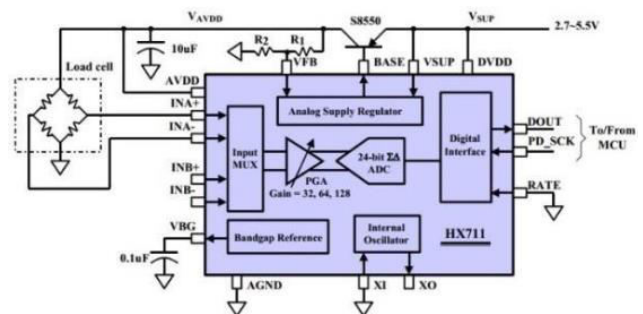 V_AVDD
R2 R1
S8550
V_SUP
2.7~5.5V
10uF
Load cell
VFB
BASE
VSUP
DVDD
AVDD
INA+
INA-
INB+
INB-
VBG
0.1uF
Analog Supply Regulator
Input
MUX
PGA
Gain = 32, 64, 128
24-bit ΣΔ
ADC
Digital
Interface
DOUT
PD_SCK
To/From
MCU
RATE
Internal
Oscillator
Bandgap Reference
HX711
AGND
XI
XO